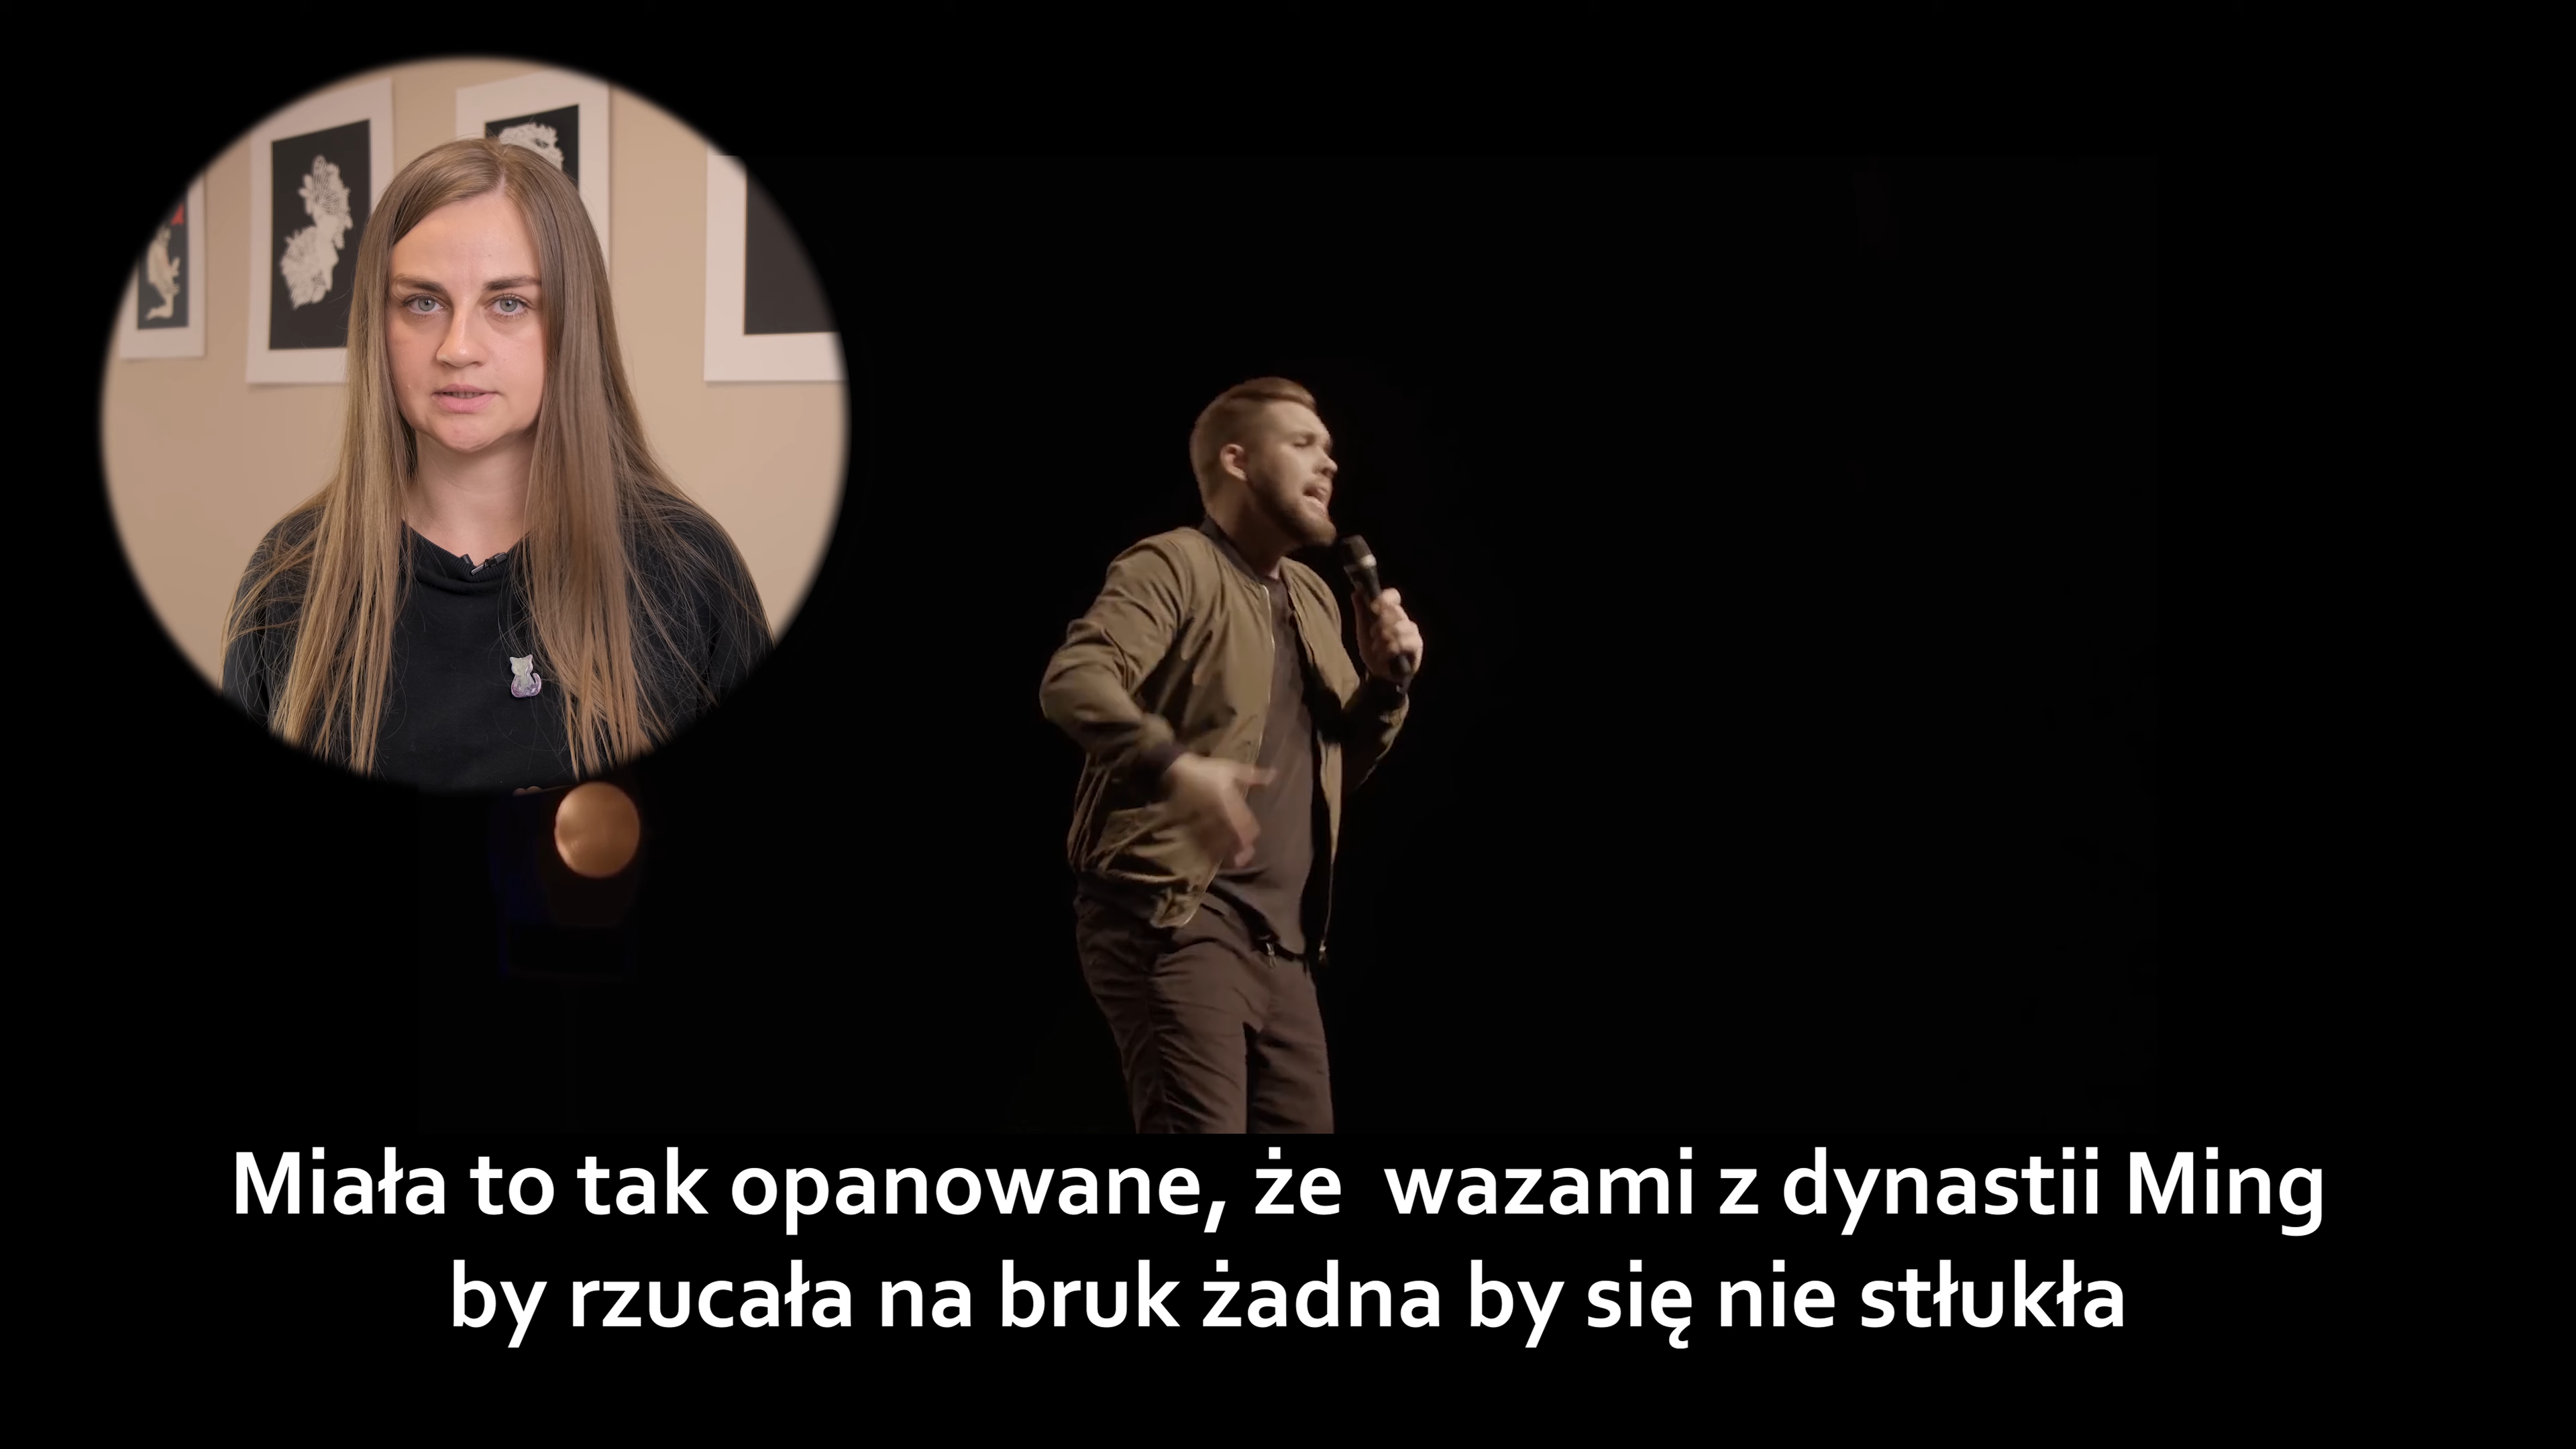 Miała to tak opanowane, że  wazami z dynastii Ming
by rzucała na bruk żadna by się nie stłukła